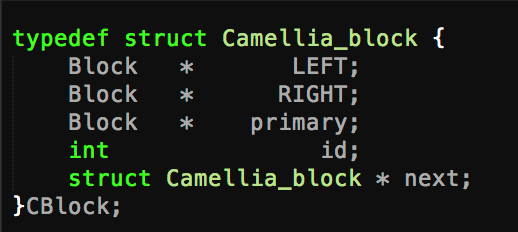 typedef struct Camellia_block {
    Block   *       LEFT;
    Block   *      RIGHT;
    Block   *    primary;
    int               id;
    struct Camellia_block * next;
}CBlock;